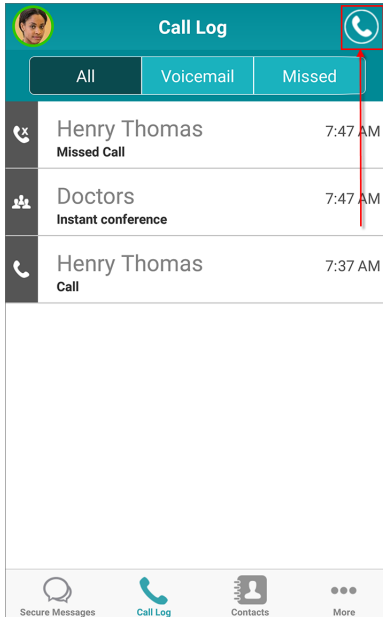 Call Log
All Voicemail Missed
Henry Thomas 7:47 AM
Missed Call
Doctors 7:47 AM
Instant conference
Henry Thomas 7:37 AM
Call
Secure Messages Call Log Contacts More